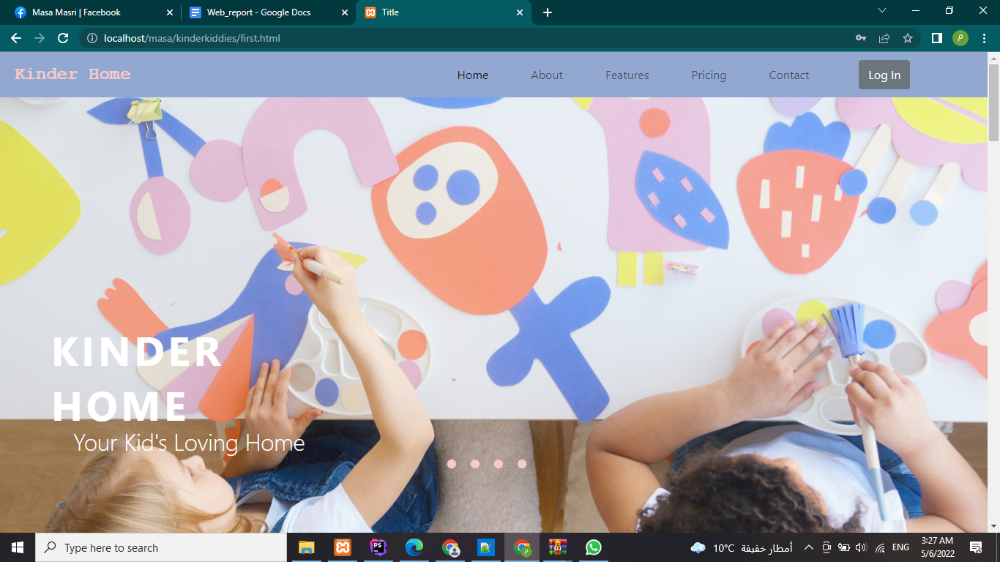 Masa Masri | Facebook
Web_report - Google Docs
Title
localhost/masa/kinderkiddies/first.html
P
Kinder Home
Home
About
Features
Pricing
Contact
Log In
KINDER
HOME
Your Kid's Loving Home
Type here to search
PS
P
10°C
أمطار خفيفة
ENG
3:27 AM
5/6/2022